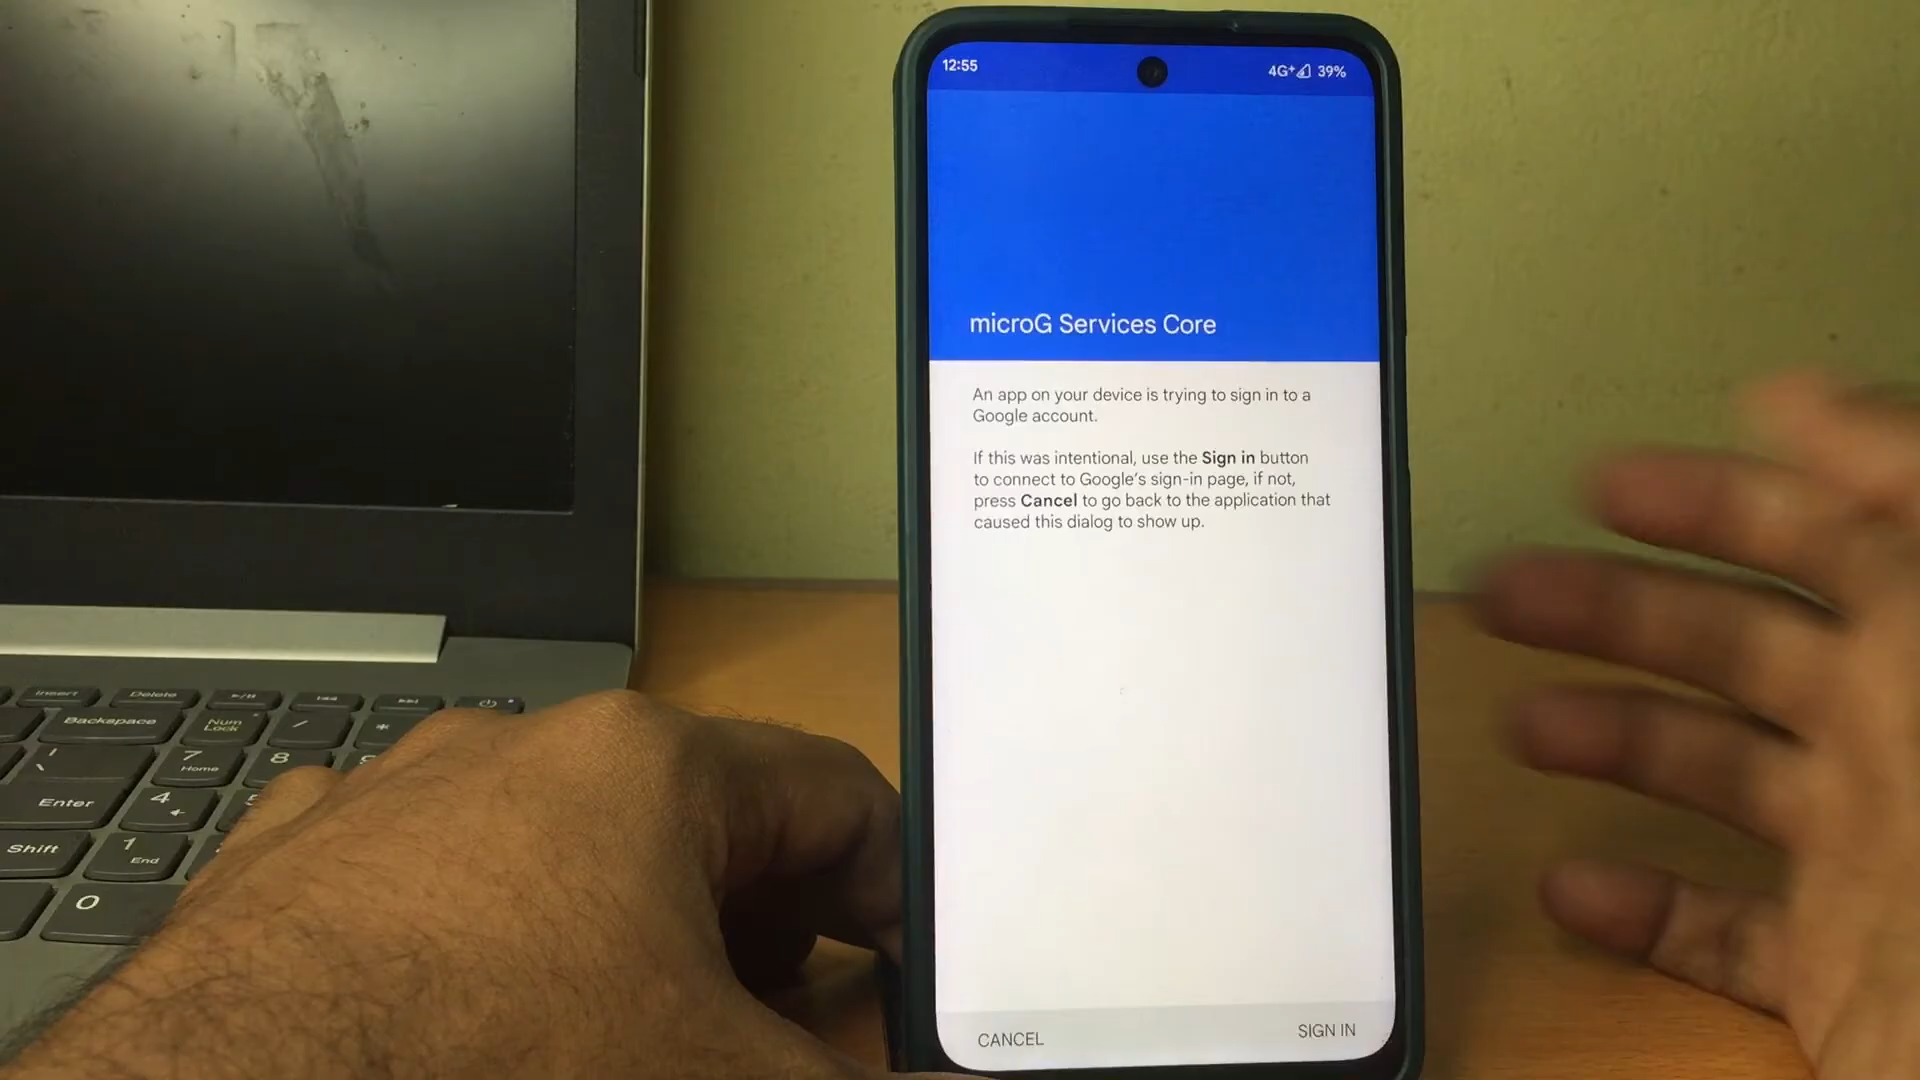 12:55
4G+ 39%
microG Services Core
An app on your device is trying to sign in to a
Google account.
If this was intentional, use the Sign in button
to connect to Google's sign-in page, if not,
press Cancel to go back to the application that
caused this dialog to show up.
CANCEL
SIGN IN
Insert
Delete
Backspace
Num
Lock
/
*
7
Home
8
Enter
4
Shift
1
End
0